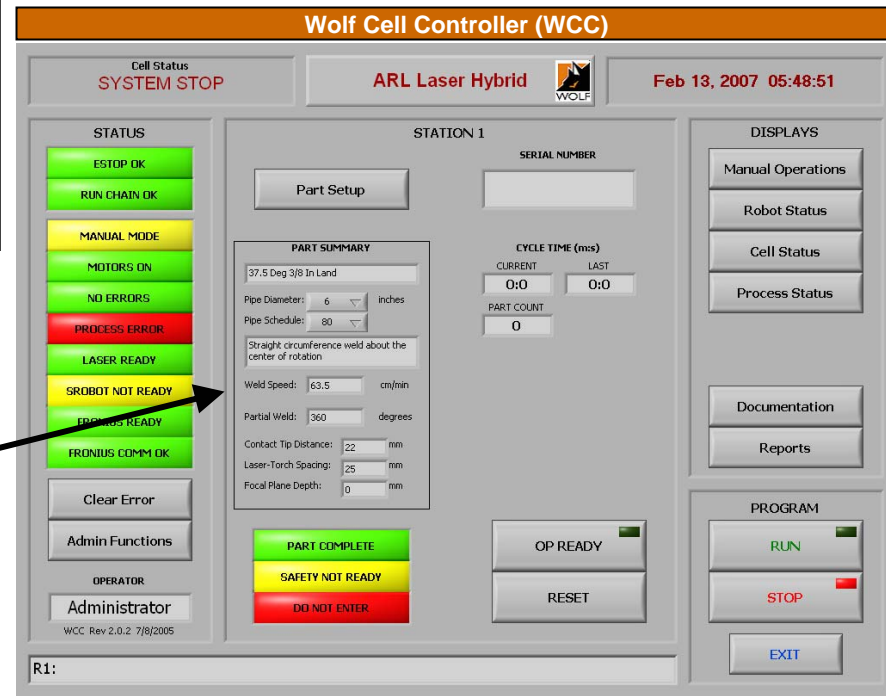 Wolf Cell Controller (WCC)
Cell Status
SYSTEM STOP
ARL Laser Hybrid
WOLF
Feb 13, 2007 05:48:51
STATUS
ESTOP OK
RUN CHAIN OK
MANUAL MODE
MOTORS ON
NO ERRORS
PROCESS ERROR
LASER READY
SROBOT NOT READY
FRONIUS READY
FRONIUS COMM OK
Clear Error
Admin Functions
OPERATOR
Administrator
WCC Rev 2.0.2 7/8/2005
STATION 1
Part Setup
SERIAL NUMBER
PART SUMMARY
37.5 Deg 3/8 In Land
Pipe Diameter: 6 inches
Pipe Schedule: 80
Straight circumference weld about the
center of rotation
Weld Speed: 63.5 cm/min
Partial Weld: 360 degrees
Contact Tip Distance: 22 mm
Laser-Torch Spacing: 25 mm
Focal Plane Depth: 0 mm
CYCLE TIME (m:s)
CURRENT LAST
0:0 0:0
PART COUNT
0
PART COMPLETE
SAFETY NOT READY
DO NOT ENTER
OP READY
RESET
DISPLAYS
Manual Operations
Robot Status
Cell Status
Process Status
Documentation
Reports
PROGRAM
RUN
STOP
EXIT
R1: